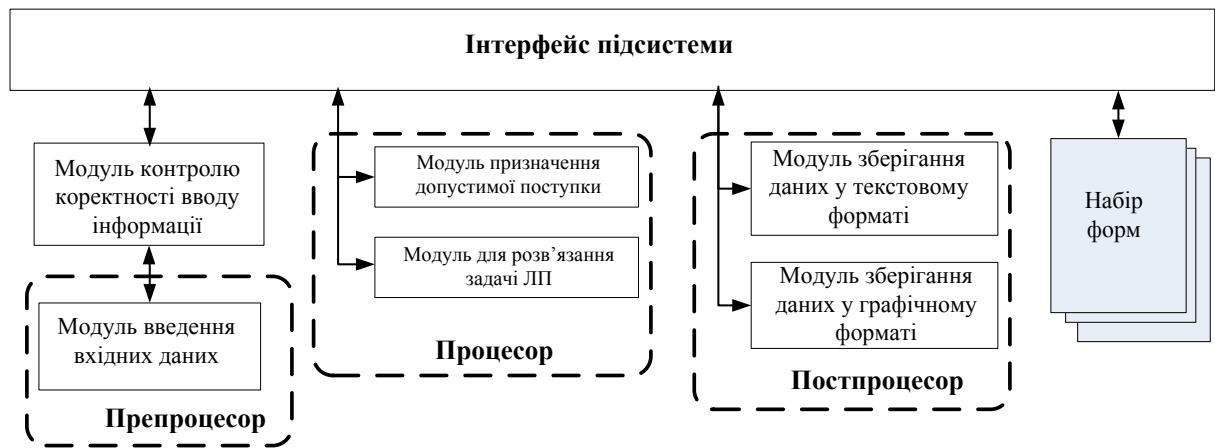 Інтерфейс підсистеми
Модуль контролю
коректності вводу
інформації
Модуль введення
вхідних даних
Препроцесор
Модуль призначення
допустимої поступки
Модуль для розв’язання
задачі ЛП
Процесор
Модуль зберігання
даних у текстовому
форматі
Модуль зберігання
даних у графічному
форматі
Постпроцесор
Набір
форм